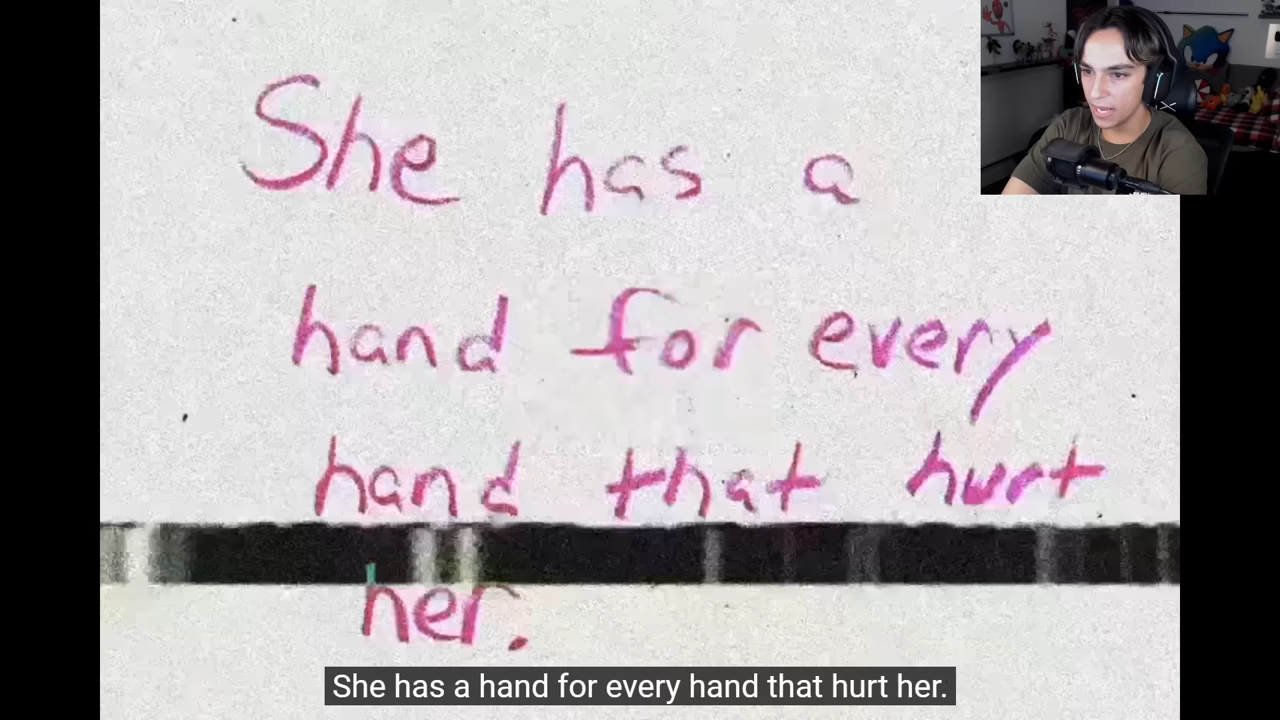 She has a
hand for every
hand that hurt
her.
She has a hand for every hand that hurt her.